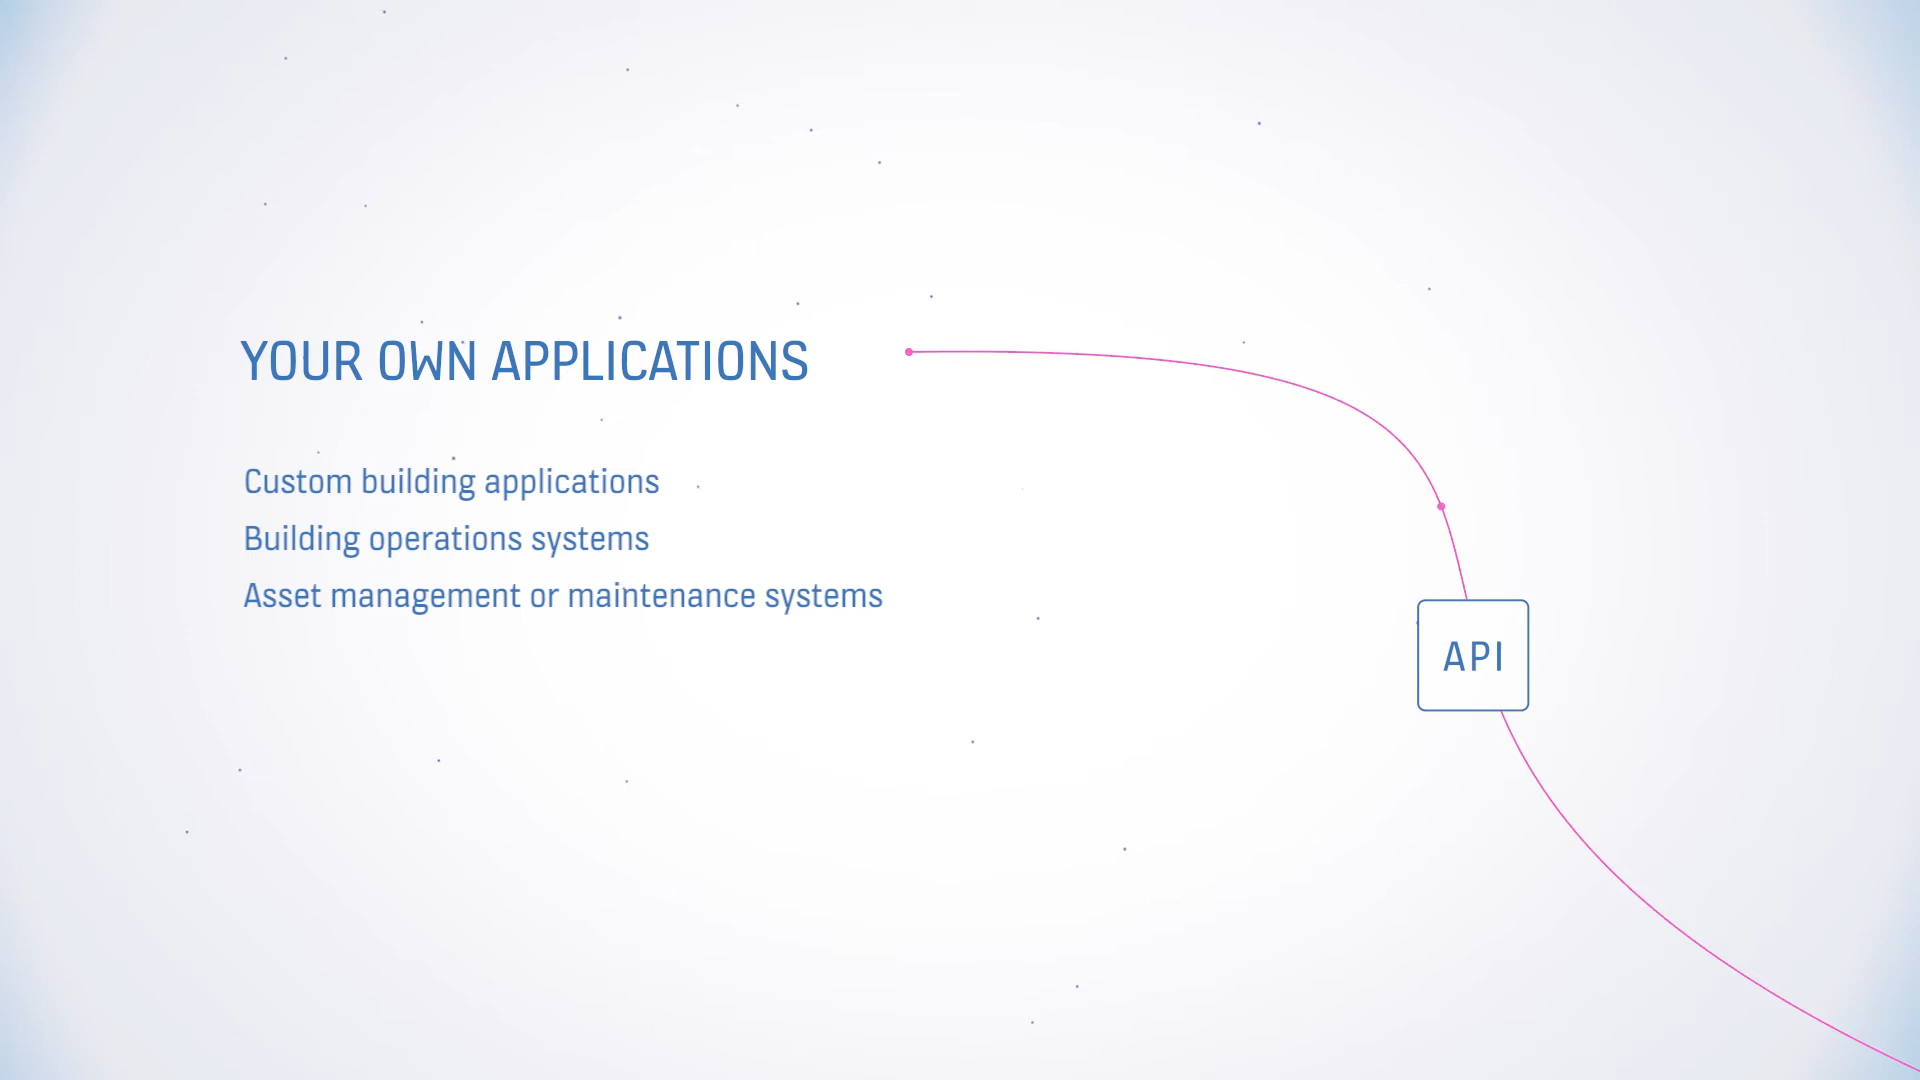 YOUR OWN APPLICATIONS
Custom building applications
Building operations systems
Asset management or maintenance systems
API